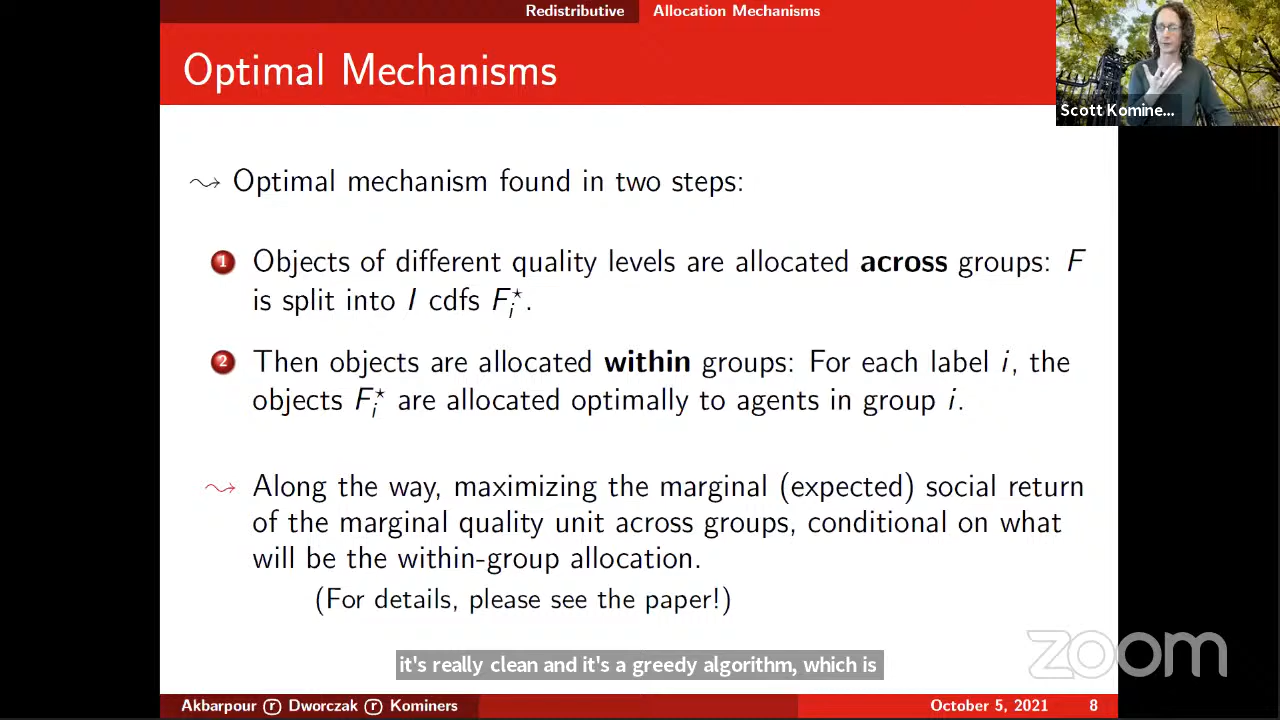 Redistributive Allocation Mechanisms
Optimal Mechanisms
Scott Komine...
⤳ Optimal mechanism found in two steps:
1 Objects of different quality levels are allocated across groups: F
is split into I cdfs F_i^⋆.
2 Then objects are allocated within groups: For each label i, the
objects F_i^⋆ are allocated optimally to agents in group i.
⤳ Along the way, maximizing the marginal (expected) social return
of the marginal quality unit across groups, conditional on what
will be the within-group allocation.
(For details, please see the paper!)
it's really clean and it's a greedy algorithm, which is
zoom
Akbarpour ⓡ Dworczak ⓡ Kominers October 5, 2021 8